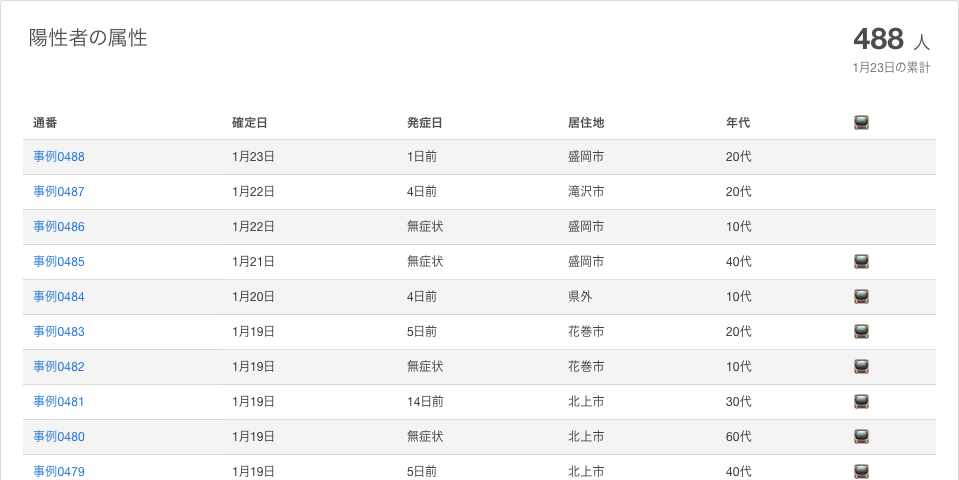 陽性者の属性
488 人
1月23日の累計
通番 確定日 発症日 居住地 年代
事例0488 1月23日 1日前 盛岡市 20代
事例0487 1月22日 4日前 滝沢市 20代
事例0486 1月22日 無症状 盛岡市 10代
事例0485 1月21日 無症状 盛岡市 40代
事例0484 1月20日 4日前 県外 10代
事例0483 1月19日 5日前 花巻市 20代
事例0482 1月19日 無症状 花巻市 10代
事例0481 1月19日 14日前 北上市 30代
事例0480 1月19日 無症状 北上市 60代
事例0479 1月19日 5日前 北上市 40代